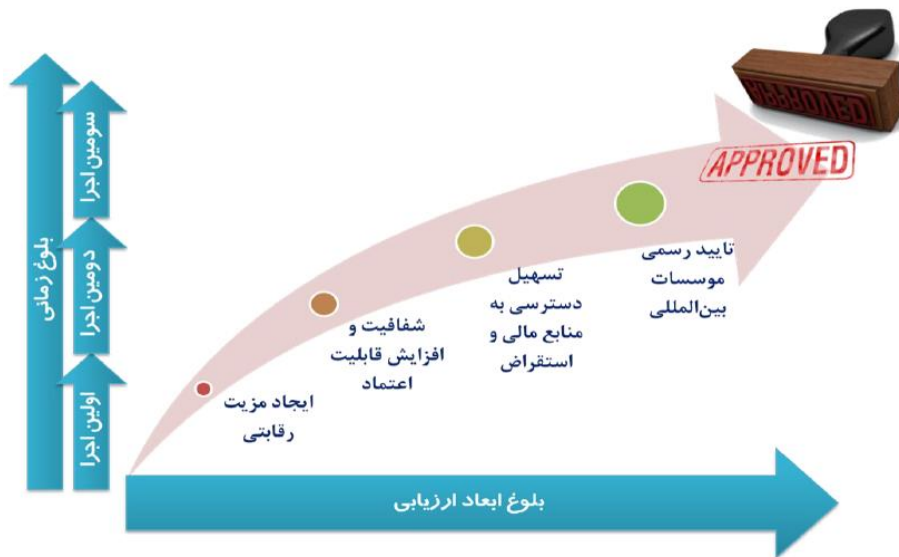 بلوغ زمانی
سومین اجرا
دومین اجرا
اولین اجرا
APPROVED
APPROVED
تایید رسمی
موسسات
بین‌المللی
تسهیل
دسترسی به
منابع مالی و
استقراض
شفافیت و
افزایش قابلیت
اعتماد
ایجاد مزیت
رقابتی
بلوغ ابعاد ارزیابی